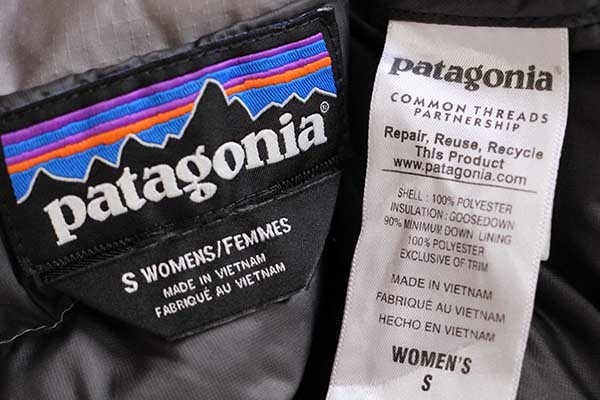 patagonia®
S WOMENS/FEMMES
MADE IN VIETNAM
FABRIQUÉ AU VIETNAM
patagonia®
COMMON THREADS
PARTNERSHIP
Repair, Reuse, Recycle
This Product
www.patagonia.com
SHELL: 100% POLYESTER
INSULATION: GOOSEDOWN
90% MINIMUM DOWN LINING
100% POLYESTER
EXCLUSIVE OF TRIM
MADE IN VIETNAM
FABRIQUÉ AU VIETNAM
HECHO EN VIETNAM
WOMEN'S
S